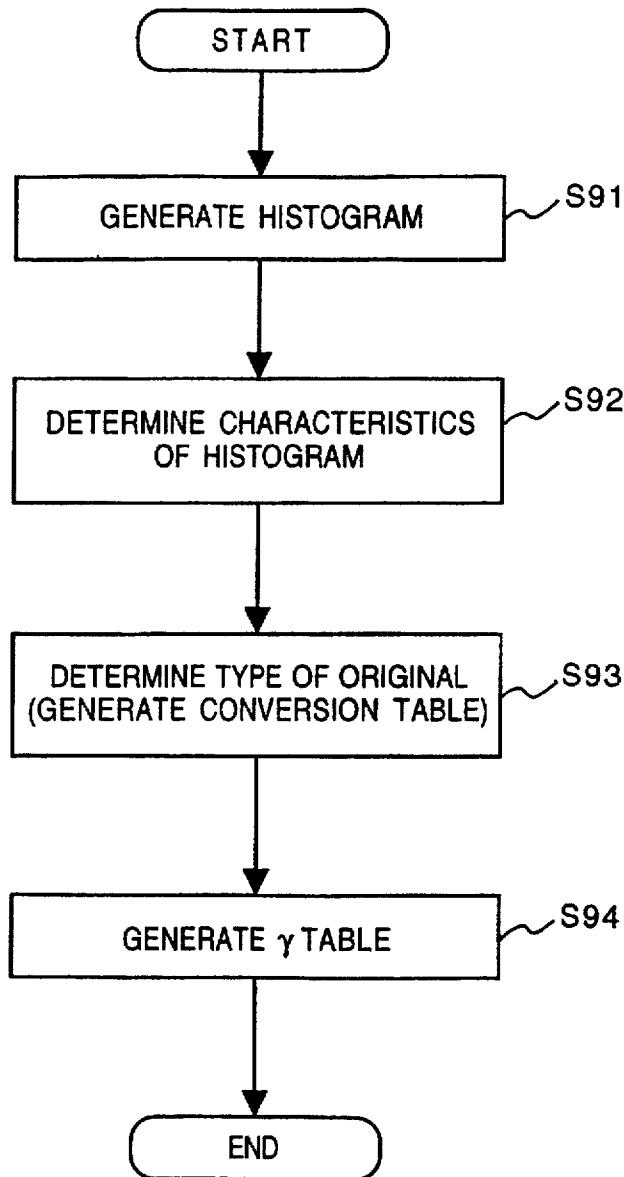 START
GENERATE HISTOGRAM
S91
DETERMINE CHARACTERISTICS
OF HISTOGRAM
S92
DETERMINE TYPE OF ORIGINAL
(GENERATE CONVERSION TABLE)
S93
GENERATE γ TABLE
S94
END